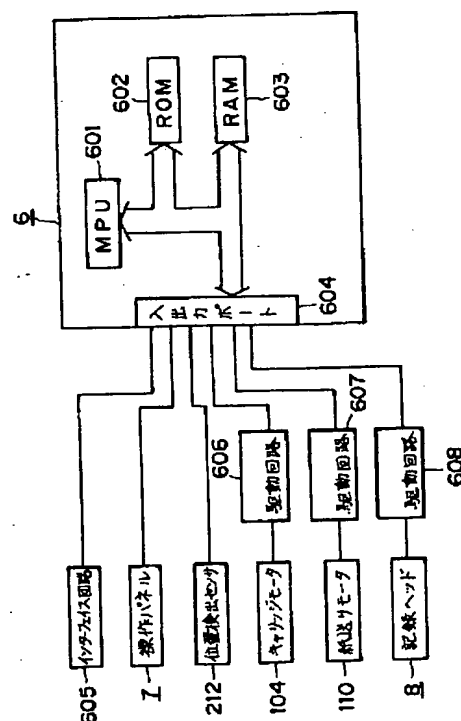 6
MPU
601
ROM
602
RAM
603
入出力ポート
604
インターフェイス回路
605
操作パネル
7
位置検出センサ
212
キャリッジモータ
104
駆動回路
606
紙送りモータ
110
駆動回路
607
記録ヘッド
8
駆動回路
608